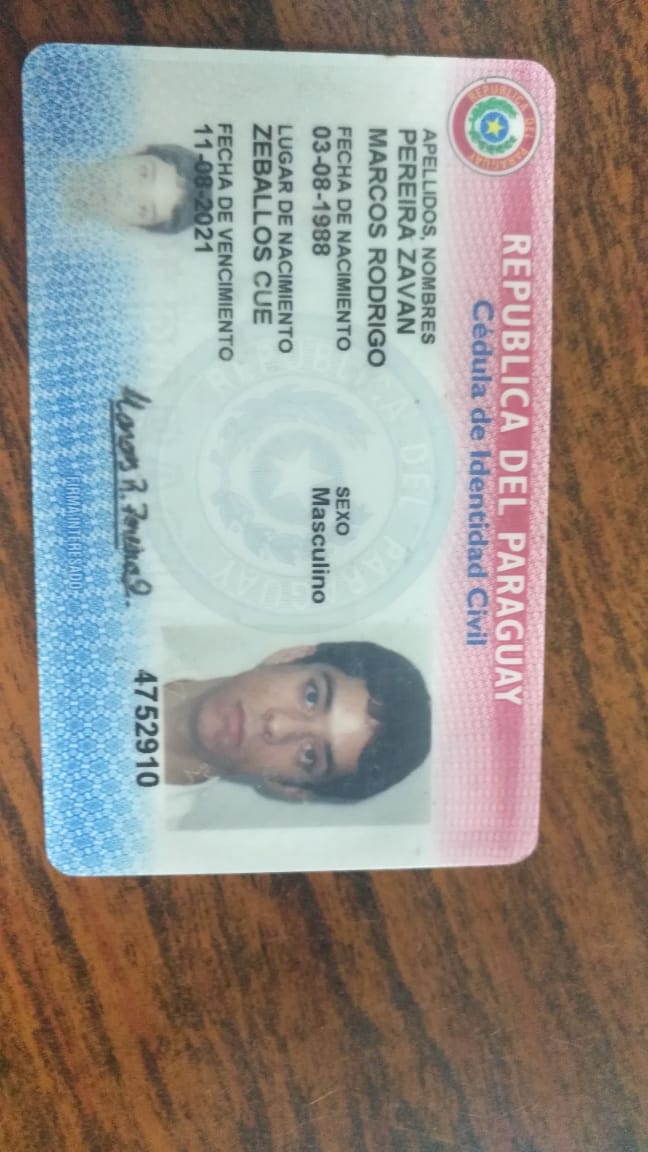 REPUBLICA DEL PARAGUAY
Cédula de Identidad Civil
REPUBLICA DEL PARAGUAY
APELLIDOS, NOMBRES
PEREIRA ZAVAN
MARCOS RODRIGO
FECHA DE NACIMIENTO
03-08-1988
SEXO
Masculino
LUGAR DE NACIMIENTO
ZEBALLOS CUE
FECHA DE VENCIMIENTO
11-08-2021
REPUBLICA DEL PARAGUAY
4752910
Marcos R. Pereira Z.
FIRMA INTERESADO